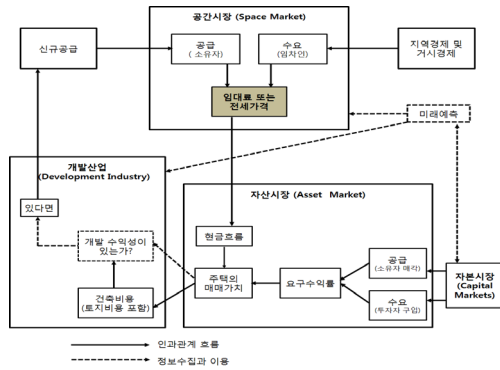 공간시장 (Space Market)
신규공급
공급
( 소유자)
수요
(임차인)
지역경제 및
거시경제
임대료 또는
전세가격
미래예측
개발산업
(Development Industry)
자산시장 (Asset Market)
있다면
개발 수익성이
있는가?
현금흐름
공급
(소유자 매각)
주택의
매매가치
요구수익률
자본시장
(Capital
Markets)
건축비용
(토지비용 포함)
수요
(투자자 구입)
인과관계 흐름
정보수집과 이용